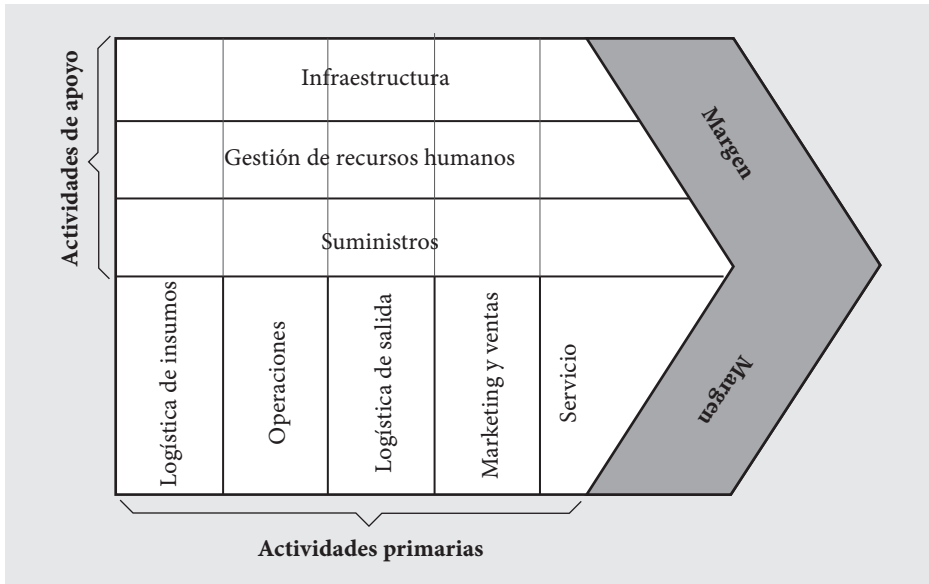 Actividades de apoyo
Infraestructura
Gestión de recursos humanos
Suministros
Logística de insumos
Operaciones
Logística de salida
Marketing y ventas
Servicio
Margen
Margen
Actividades primarias